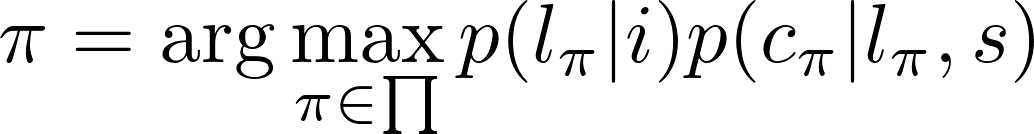 π = arg max p(l_π|i)p(c_π|l_π, s)
π∈∏